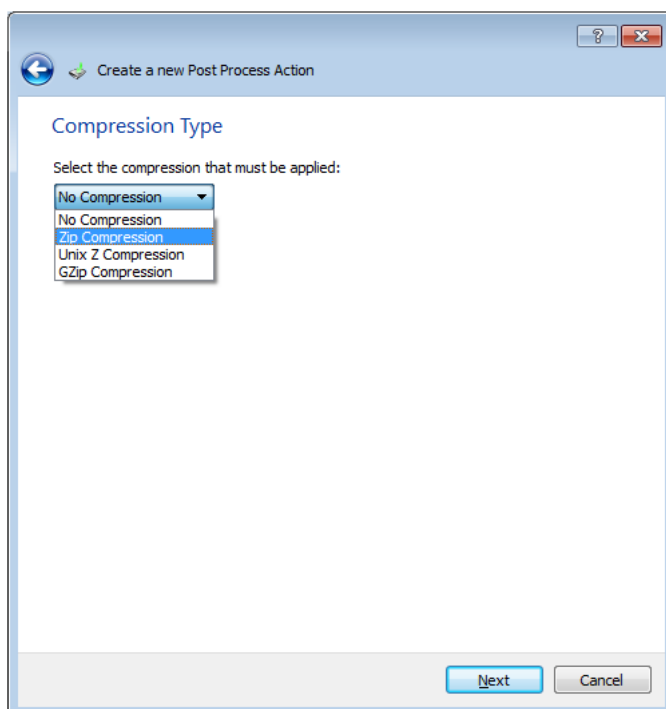 ?
Create a new Post Process Action
Compression Type
Select the compression that must be applied:
No Compression
No Compression
Zip Compression
Unix Z Compression
GZip Compression
Next
Cancel